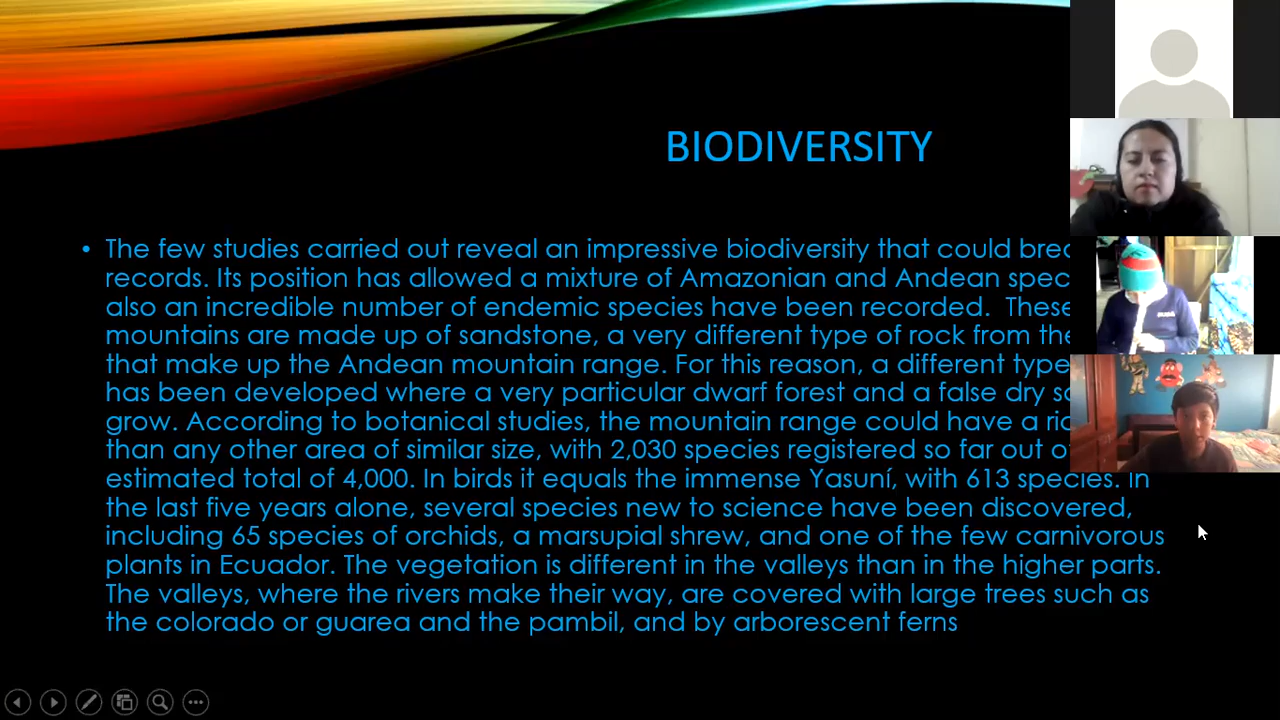 BIODIVERSITY
• The few studies carried out reveal an impressive biodiversity that could
records. Its position has allowed a mixture of Amazonian and Andean
also an incredible number of endemic species have been recorded.  These
mountains are made up of sandstone, a very different type of rock from
that make up the Andean mountain range. For this reason, a different type
has been developed where a very particular dwarf forest and a false dry
grow. According to botanical studies, the mountain range could have a
than any other area of similar size, with 2,030 species registered so far out
estimated total of 4,000. In birds it equals the immense Yasuní, with 613 species. In
the last five years alone, several species new to science have been discovered,
including 65 species of orchids, a marsupial shrew, and one of the few carnivorous
plants in Ecuador. The vegetation is different in the valleys than in the higher parts.
The valleys, where the rivers make their way, are covered with large trees such as
the colorado or guarea and the pambil, and by arborescent ferns